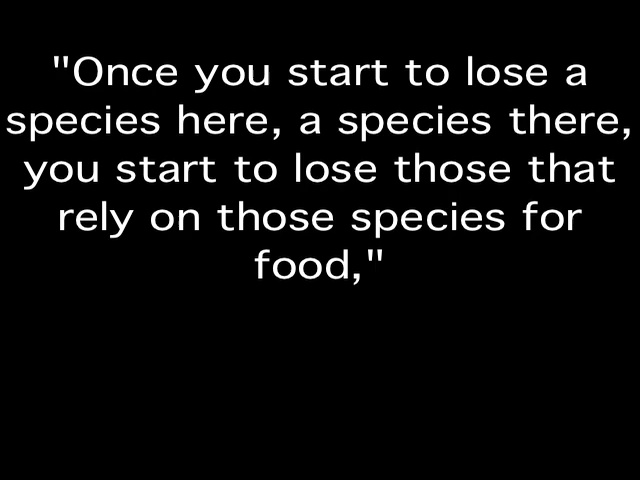 "Once you start to lose a
species here, a species there,
you start to lose those that
rely on those species for
food,"